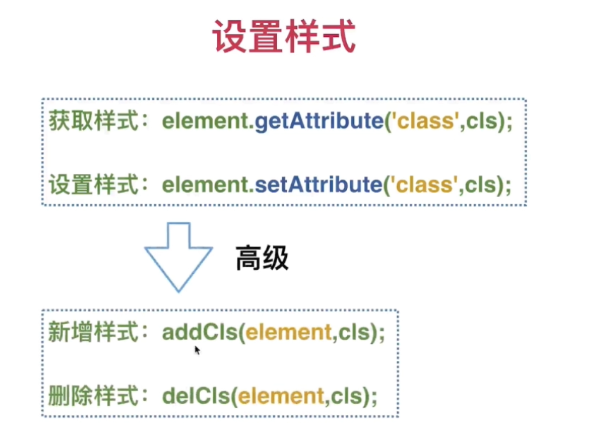 设置样式
获取样式：element.getAttribute('class',cls);
设置样式：element.setAttribute('class',cls);
高级
新增样式：addCls(element,cls);
删除样式：delCls(element,cls);